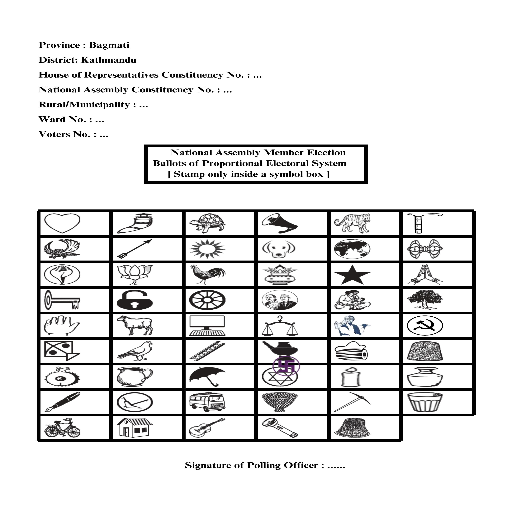 Province : Bagmati
District: Kathmandu
House of Representatives Constituency No. : ...
National Assembly Constituency No. : ...
Rural/Municipality : ...
Ward No. : ...
Voters No. : ...
National Assembly Member Election
Ballots of Proportional Electoral System
[ Stamp only inside a symbol box ]
Signature of Polling Officer : ......